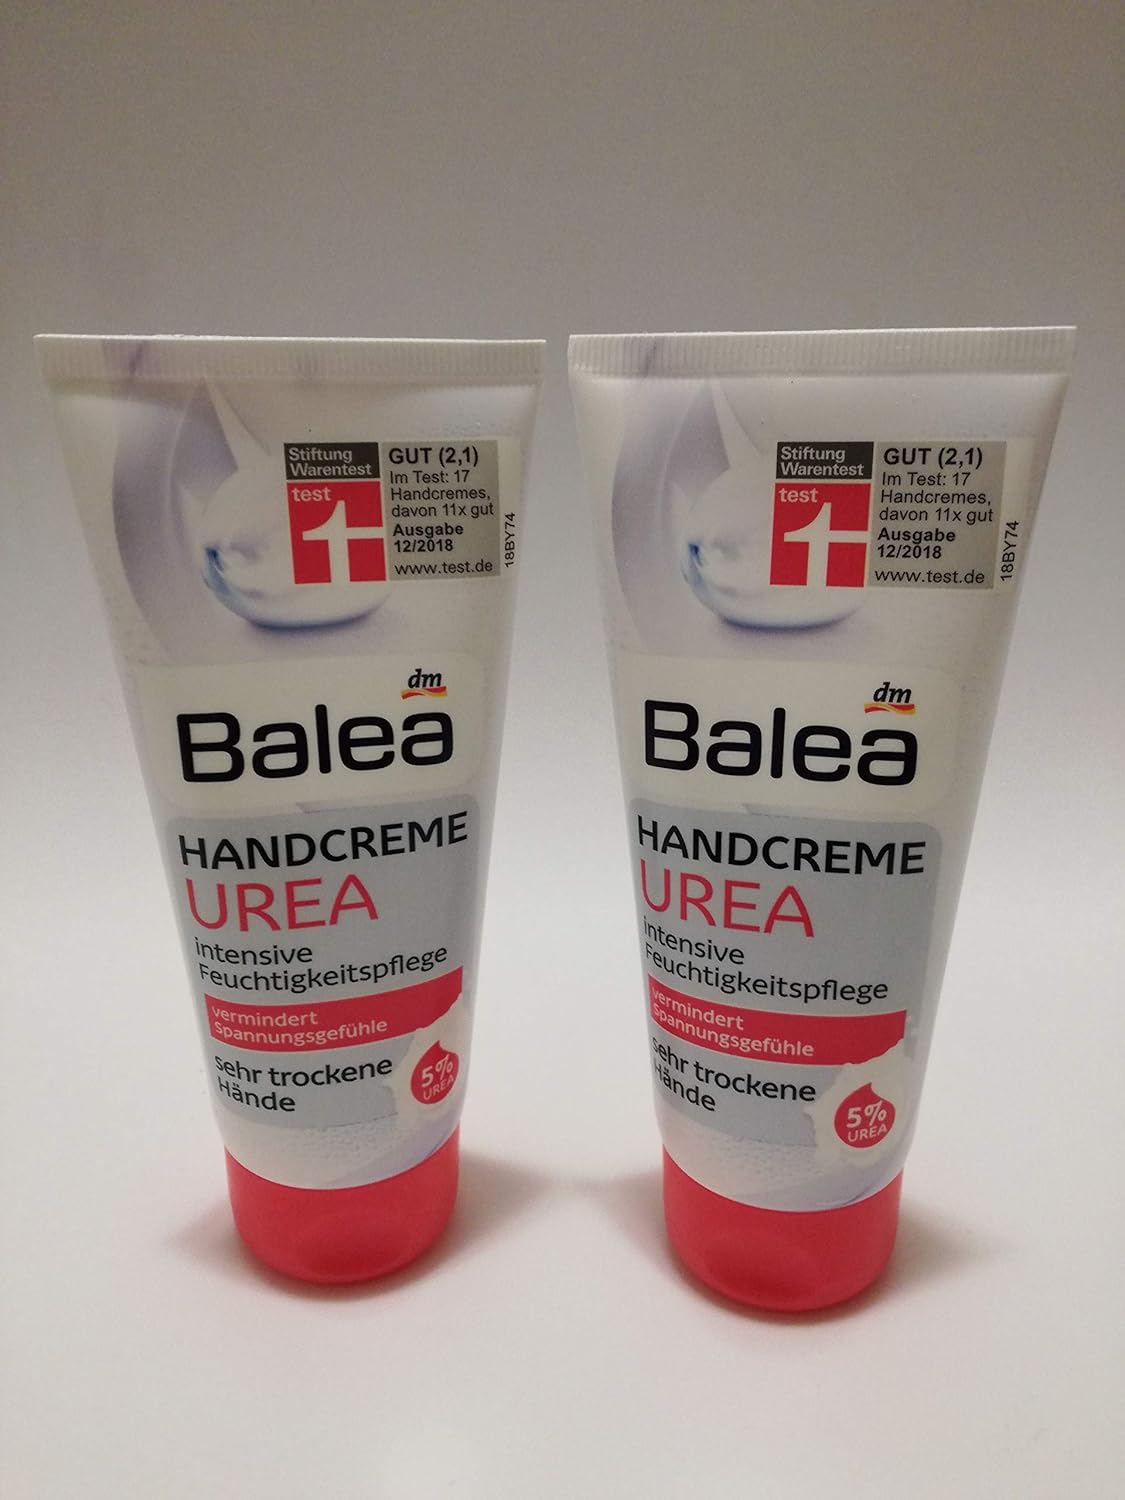 Stiftung
Warentest
test
GUT (2,1)
Im Test: 17
Handcremes,
davon 11x gut
Ausgabe
12/2018
www.test.de
18BY74
dm
Balea
HANDCREME
UREA
intensive
Feuchtigkeitspflege
vermindert
Spannungsgefühle
sehr trockene
Hände
5%
UREA
Stiftung
Warentest
test
GUT (2,1)
Im Test: 17
Handcremes,
davon 11x gut
Ausgabe
12/2018
www.test.de
18BY74
dm
Balea
HANDCREME
UREA
intensive
Feuchtigkeitspflege
vermindert
Spannungsgefühle
sehr trockene
Hände
5%
UREA